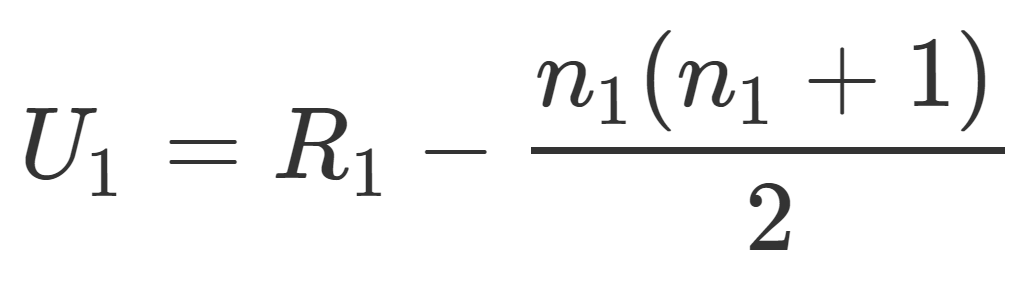 U₁ = R₁ − n₁(n₁ + 1) / 2